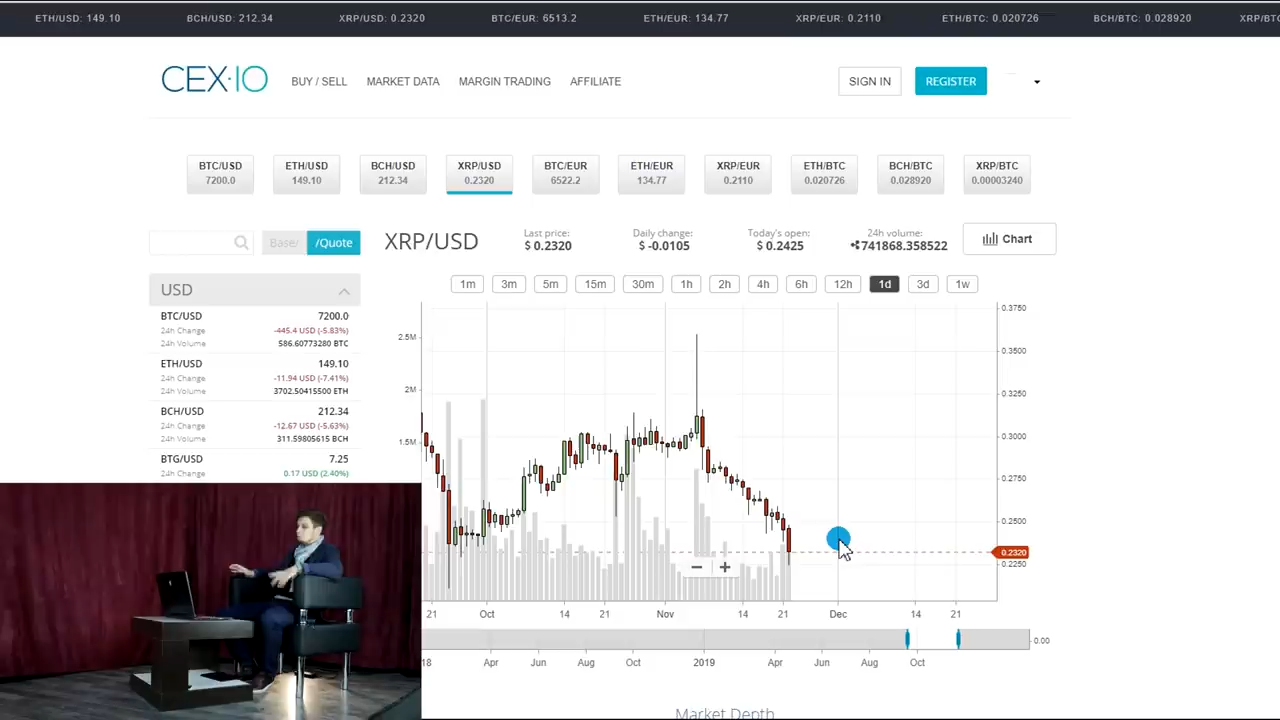 ETH/USD: 149.10 BCH/USD: 212.34 XRP/USD: 0.2320 BTC/EUR: 6513.2 ETH/EUR: 134.77 XRP/EUR: 0.2110 ETH/BTC: 0.020726 BCH/BTC: 0.028920 XRP/BTC
CEX·IO BUY / SELL MARKET DATA MARGIN TRADING AFFILIATE SIGN IN REGISTER
BTC/USD ETH/USD BCH/USD XRP/USD BTC/EUR ETH/EUR XRP/EUR ETH/BTC BCH/BTC XRP/BTC
7200.0 149.10 212.34 0.2320 6522.2 134.77 0.2110 0.020726 0.028920 0.00003240
Base/ /Quote
XRP/USD
Last price: Daily change: Today's open: 24h volume:
$ 0.2320 $ -0.0105 $ 0.2425 741868.358522
Chart
USD
BTC/USD 7200.0
24h Change -445.4 USD (-5.83%)
24h Volume 586.60773280 BTC
ETH/USD 149.10
24h Change -11.94 USD (-7.41%)
24h Volume 3702.50415500 ETH
BCH/USD 212.34
24h Change -12.67 USD (-5.63%)
24h Volume 311.59805615 BCH
BTG/USD 7.25
24h Change 0.17 USD (2.40%)
1m 3m 5m 15m 30m 1h 2h 4h 6h 12h 1d 3d 1w
2.5M
2M
1.5M
0.3750
0.3500
0.3250
0.3000
0.2750
0.2500
0.2320
0.2250
− +
21 Oct 14 21 Nov 14 21 Dec 14 21
0.00
18 Apr Jun Aug Oct 2019 Apr Jun Aug Oct
Market Depth